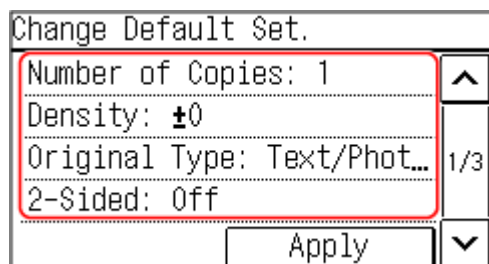 Change Default Set.
Number of Copies: 1
Density: ±0
Original Type: Text/Phot...
1/3
2-Sided: Off
Apply